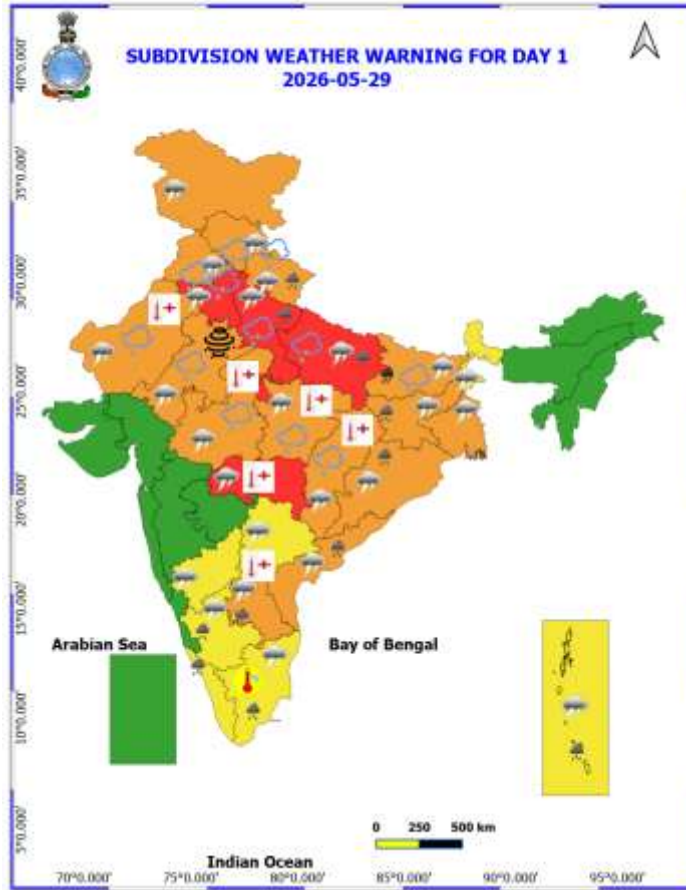 SUBDIVISION WEATHER WARNING FOR DAY 1
2026-05-29
40°0.000'
35°0.000'
30°0.000'
25°0.000'
20°0.000'
15°0.000'
10°0.000'
5°0.000'
Arabian Sea
Bay of Bengal
0 250 500 km
Indian Ocean
70°0.000' 75°0.000' 80°0.000' 85°0.000' 90°0.000' 95°0.000'